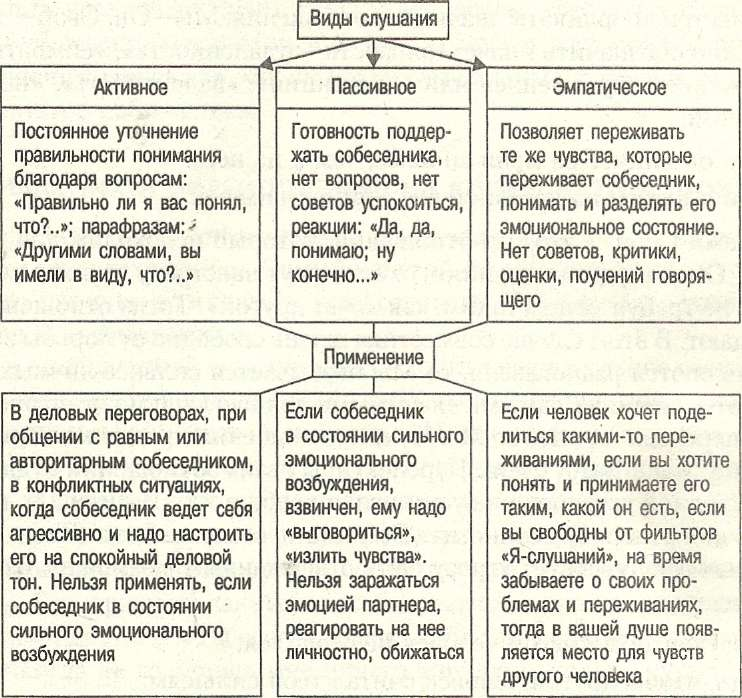 Виды слушания
Активное
Постоянное уточнение
правильности понимания
благодаря вопросам:
«Правильно ли я вас понял,
что?..»; парафразам:
«Другими словами, вы
имели в виду, что?..»
Пассивное
Готовность поддер-
жать собеседника,
нет вопросов, нет
советов успокоиться,
реакции: «Да, да,
понимаю; ну
конечно...»
Эмпатическое
Позволяет переживать
те же чувства, которые
переживает собеседник,
понимать и разделять его
эмоциональное состояние.
Нет советов, критики,
оценки, поучений говоря-
щего
Применение
В деловых переговорах, при
общении с равным или
авторитарным собеседником,
в конфликтных ситуациях,
когда собеседник ведет себя
агрессивно и надо настроить
его на спокойный деловой
тон. Нельзя применять, если
собеседник в состоянии
сильного эмоционального
возбуждения
Если собеседник
в состоянии сильного
эмоционального
возбуждения,
взвинчен, ему надо
«выговориться»,
«излить чувства».
Нельзя заражаться
эмоцией партнера,
реагировать на нее
личностно, обижаться
Если человек хочет поде-
литься какими-то пере-
живаниями, если вы хотите
понять и принимаете его
таким, какой он есть, если
вы свободны от фильтров
«Я-слушаний», на время
забываете о своих про-
блемах и переживаниях,
тогда в вашей душе появ-
ляется место для чувств
другого человека